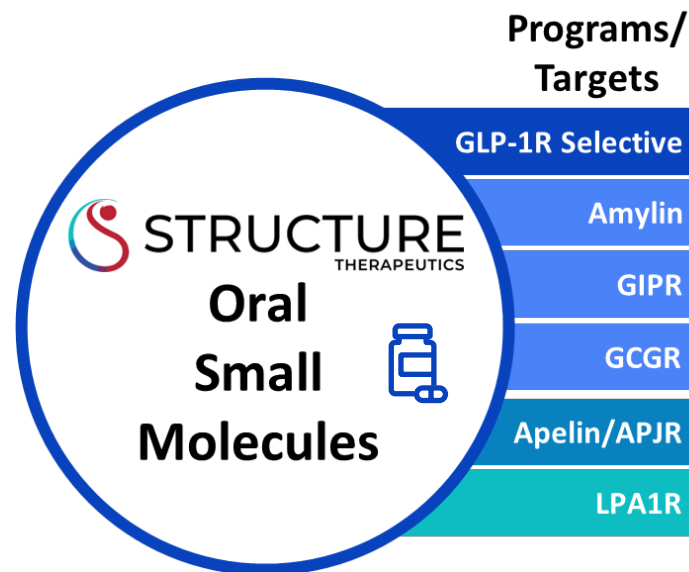 Programs/
Targets
GLP-1R Selective
Amylin
GIPR
GCGR
Apelin/APJR
LPA1R
STRUCTURE
THERAPEUTICS
Oral
Small
Molecules